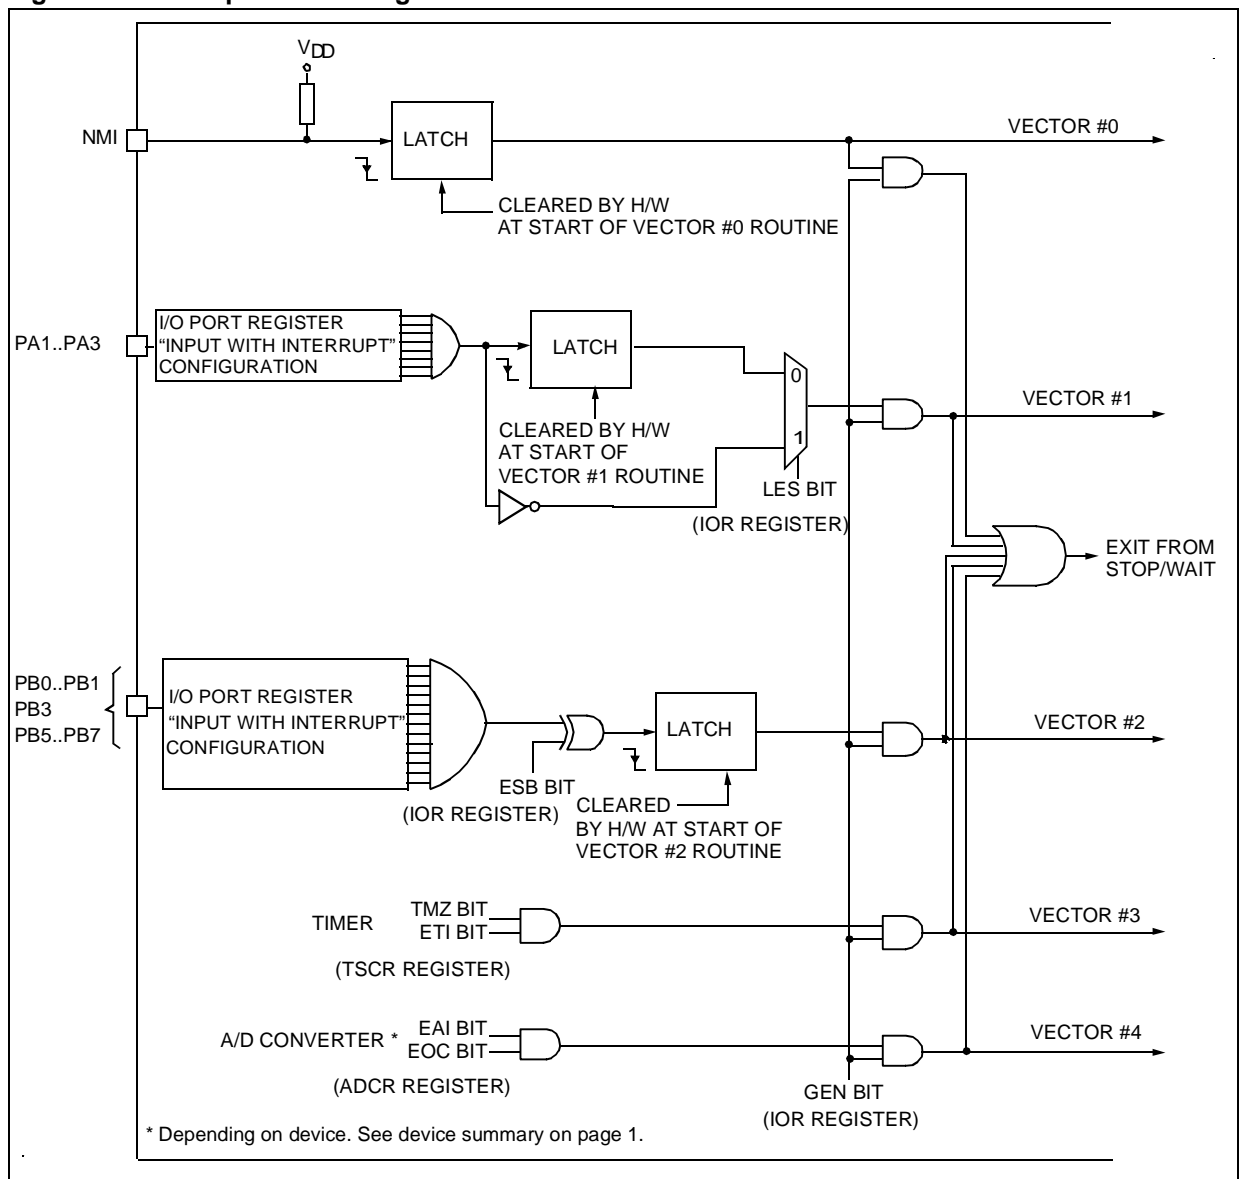 VDD
NMI
LATCH
VECTOR #0
CLEARED BY H/W
AT START OF VECTOR #0 ROUTINE
PA1..PA3
I/O PORT REGISTER
“INPUT WITH INTERRUPT”
CONFIGURATION
LATCH
0
1
VECTOR #1
CLEARED BY H/W
AT START OF
VECTOR #1 ROUTINE
LES BIT
(IOR REGISTER)
EXIT FROM
STOP/WAIT
PB0..PB1
PB3
PB5..PB7
I/O PORT REGISTER
“INPUT WITH INTERRUPT”
CONFIGURATION
LATCH
VECTOR #2
ESB BIT
(IOR REGISTER)
CLEARED
BY H/W AT START OF
VECTOR #2 ROUTINE
TIMER
TMZ BIT
ETI BIT
(TSCR REGISTER)
VECTOR #3
A/D CONVERTER *
EAI BIT
EOC BIT
(ADCR REGISTER)
VECTOR #4
GEN BIT
(IOR REGISTER)
* Depending on device. See device summary on page 1.